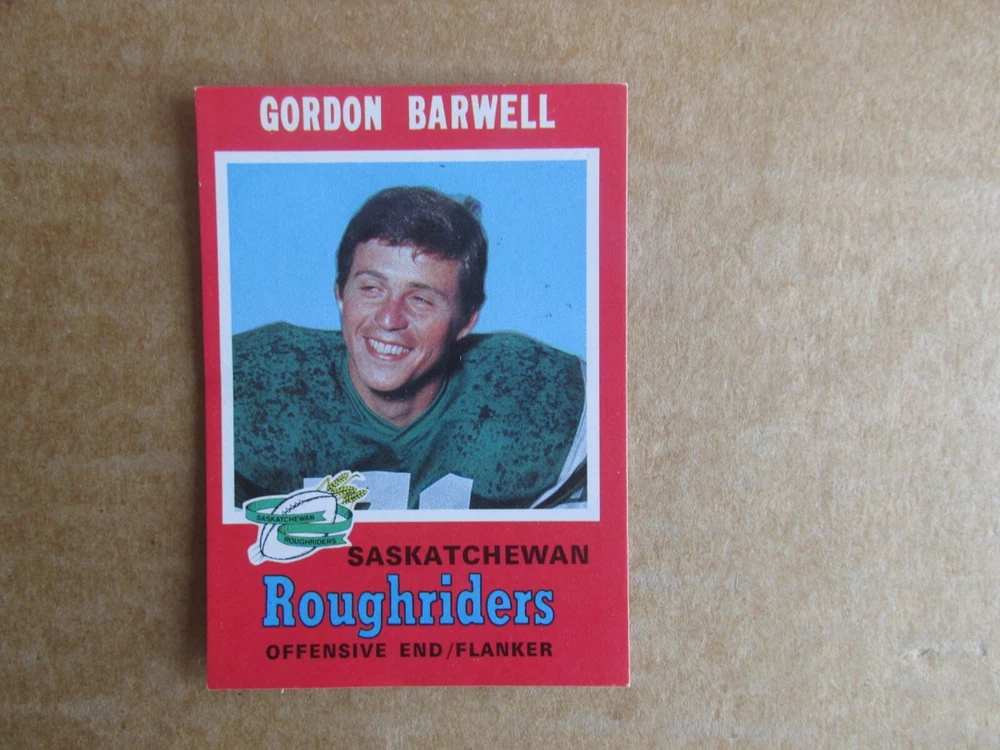 GORDON BARWELL
SASKATCHEWAN
ROUGHRIDERS
SASKATCHEWAN
Roughriders
OFFENSIVE END/FLANKER